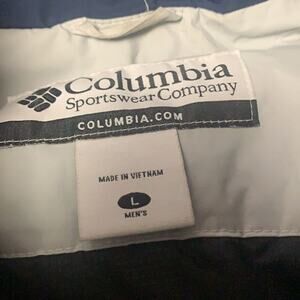 Columbia
Sportswear Company
COLUMBIA.COM
MADE IN VIETNAM
L
MEN'S